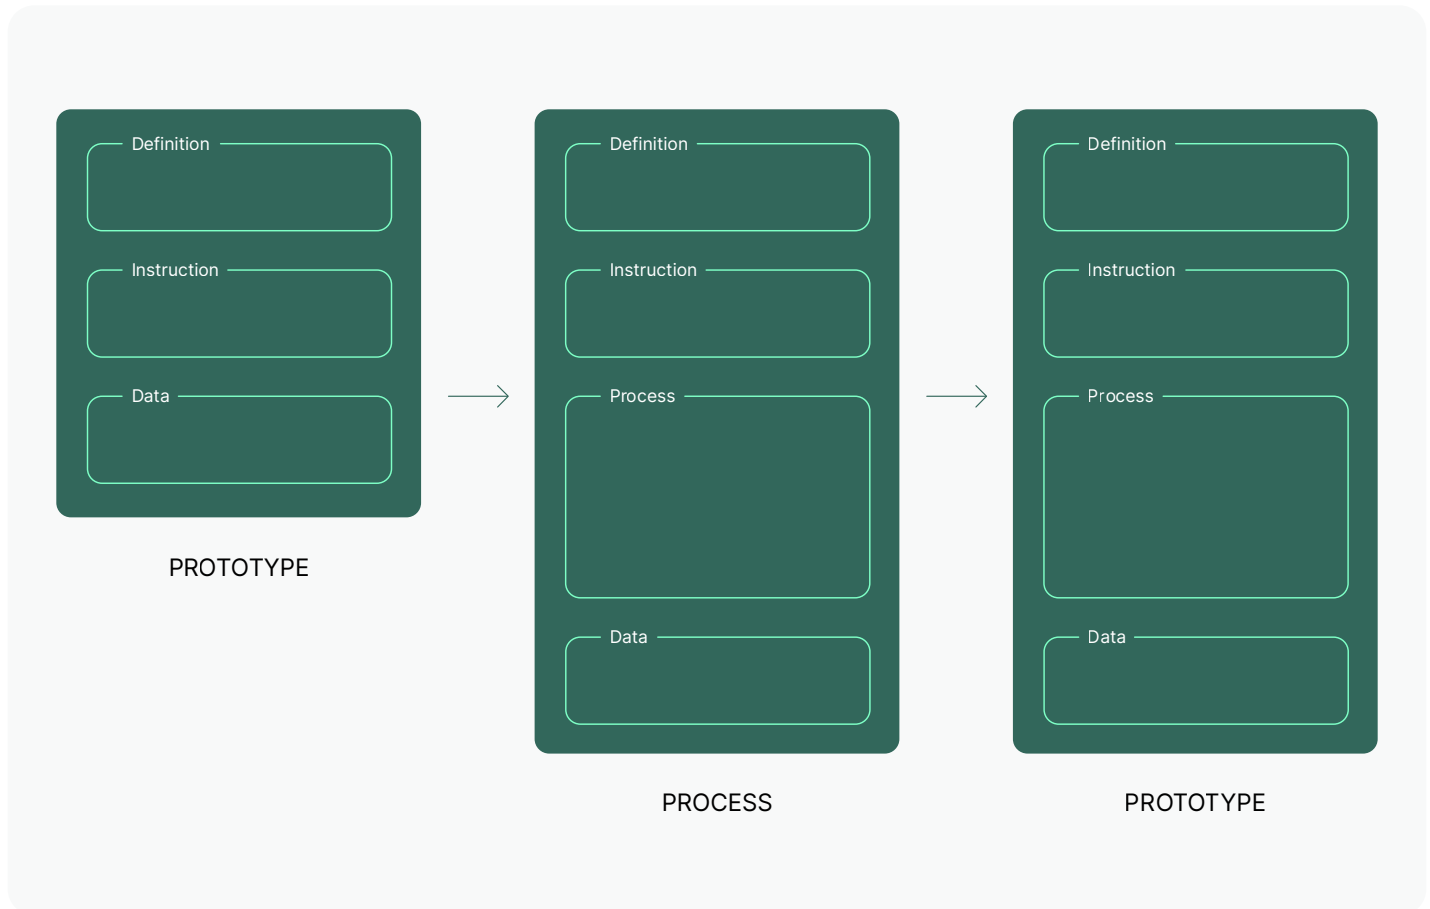 Definition
Instruction
Data
PROTOTYPE
Definition
Instruction
Process
Data
PROCESS
Definition
Instruction
Process
Data
PROTOTYPE